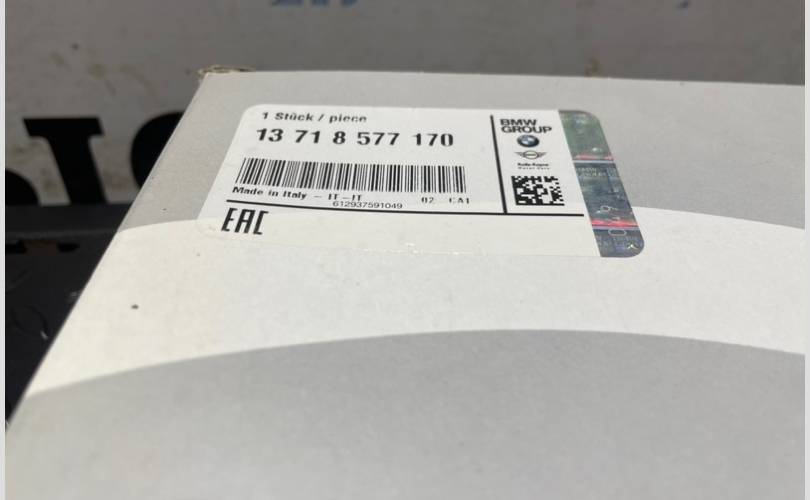 1 Stück / piece
13 71 8 577 170
Made in Italy - IT-IT 02 CA1
612937591049
EAC
BMW
GROUP